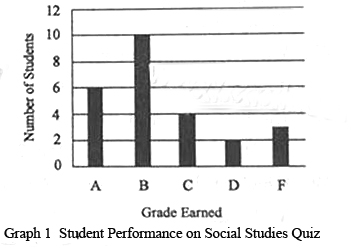 12
10
8
6
4
2
0
Number of Students
A B C D F
Grade Earned
Graph 1 Student Performance on Social Studies Quiz